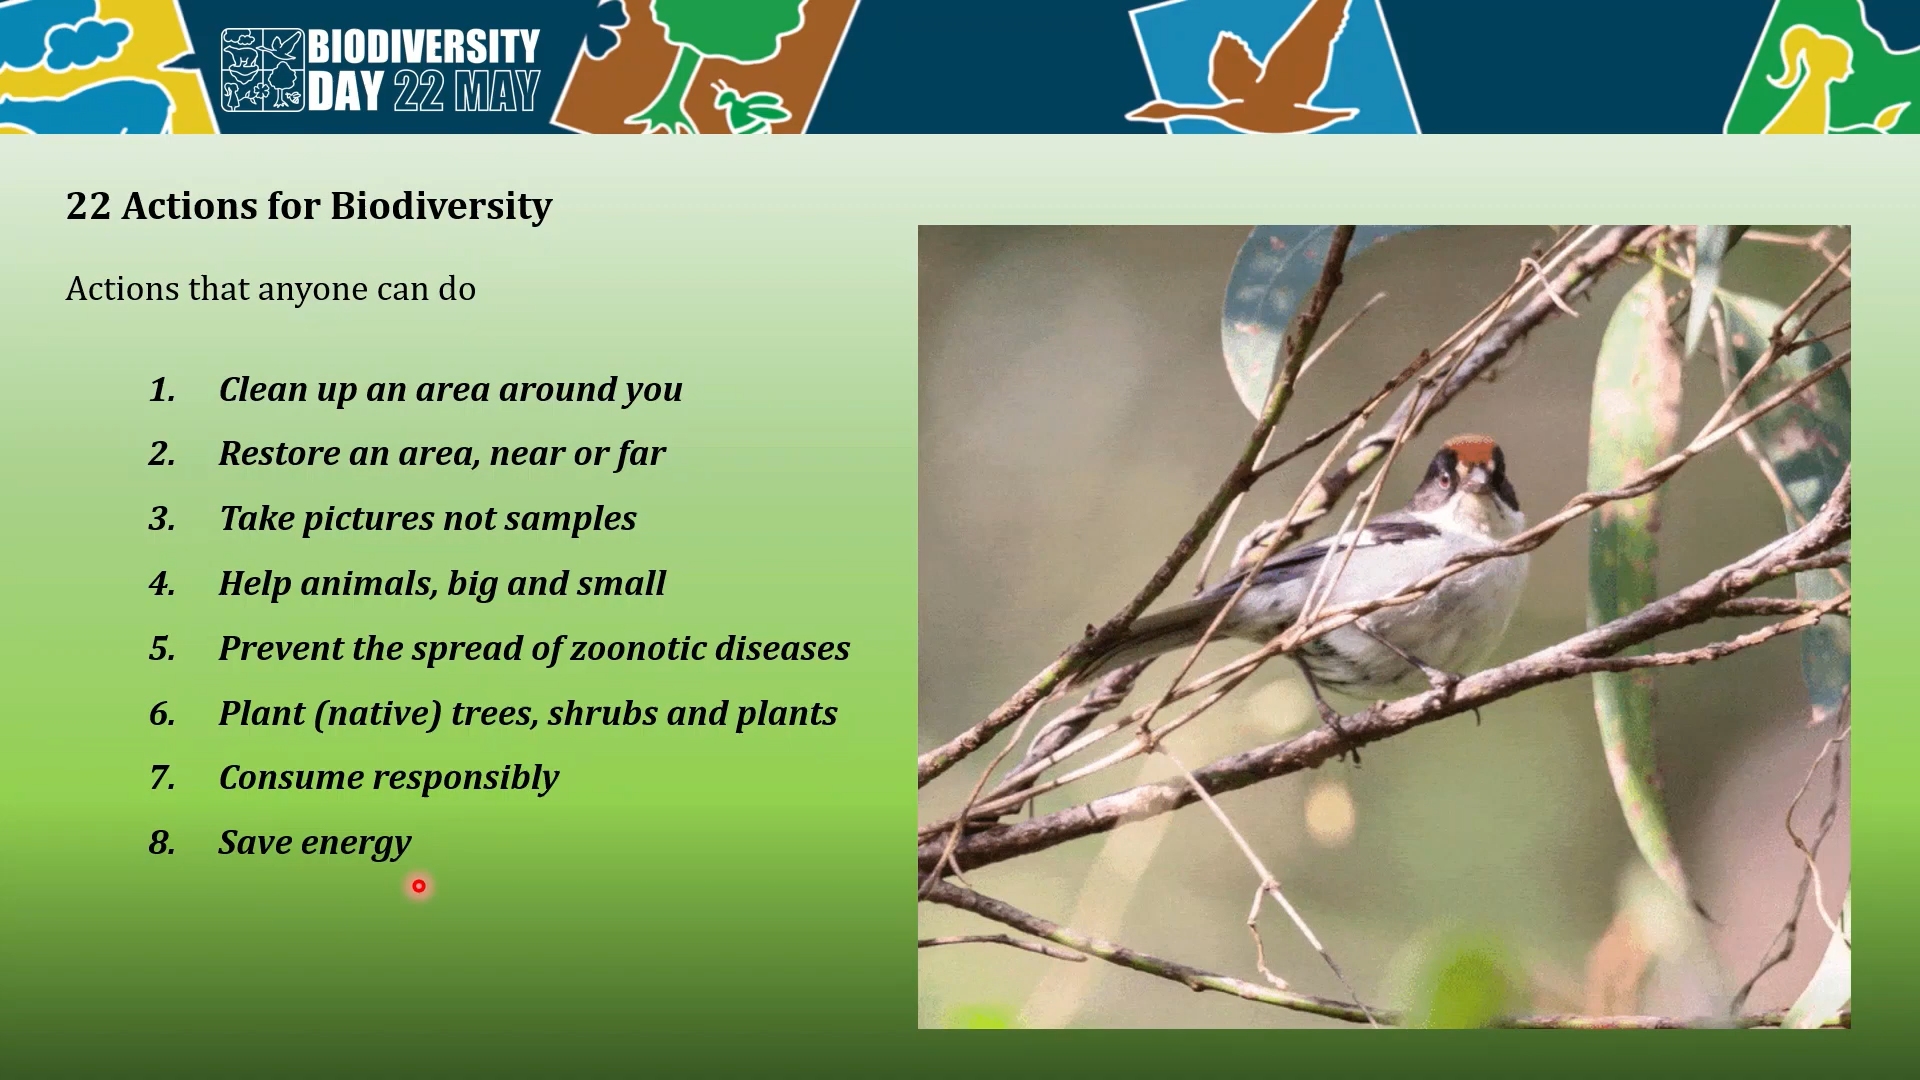 BIODIVERSITY
DAY 22 MAY
22 Actions for Biodiversity
Actions that anyone can do
1. Clean up an area around you
2. Restore an area, near or far
3. Take pictures not samples
4. Help animals, big and small
5. Prevent the spread of zoonotic diseases
6. Plant (native) trees, shrubs and plants
7. Consume responsibly
8. Save energy